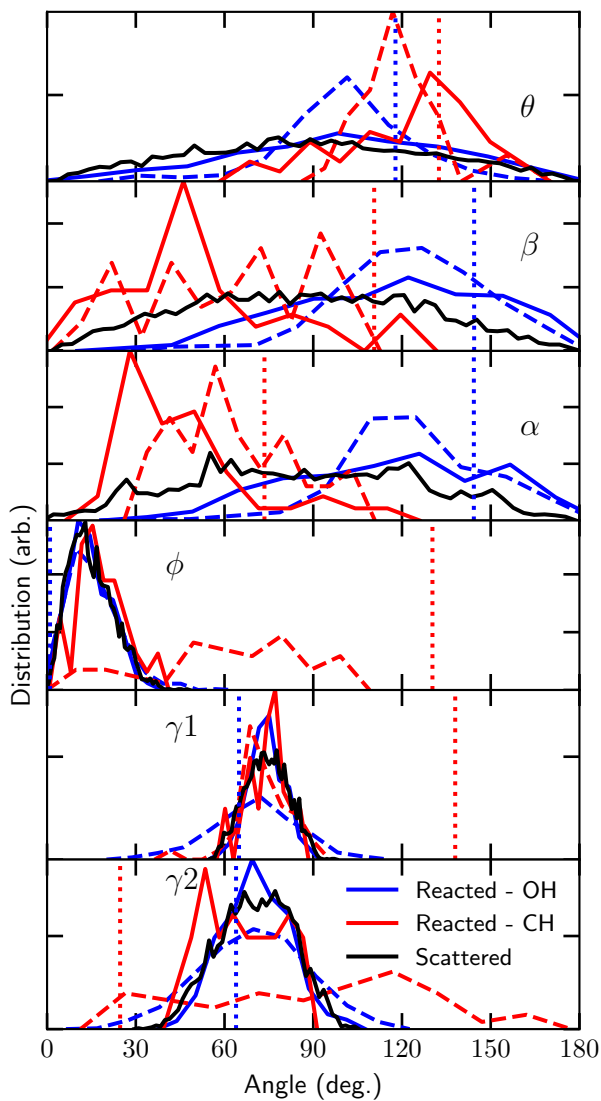 θ
β
α
Distribution (arb.)
ϕ
γ1
γ2
Reacted - OH
Reacted - CH
Scattered
0 30 60 90 120 150 180
Angle (deg.)